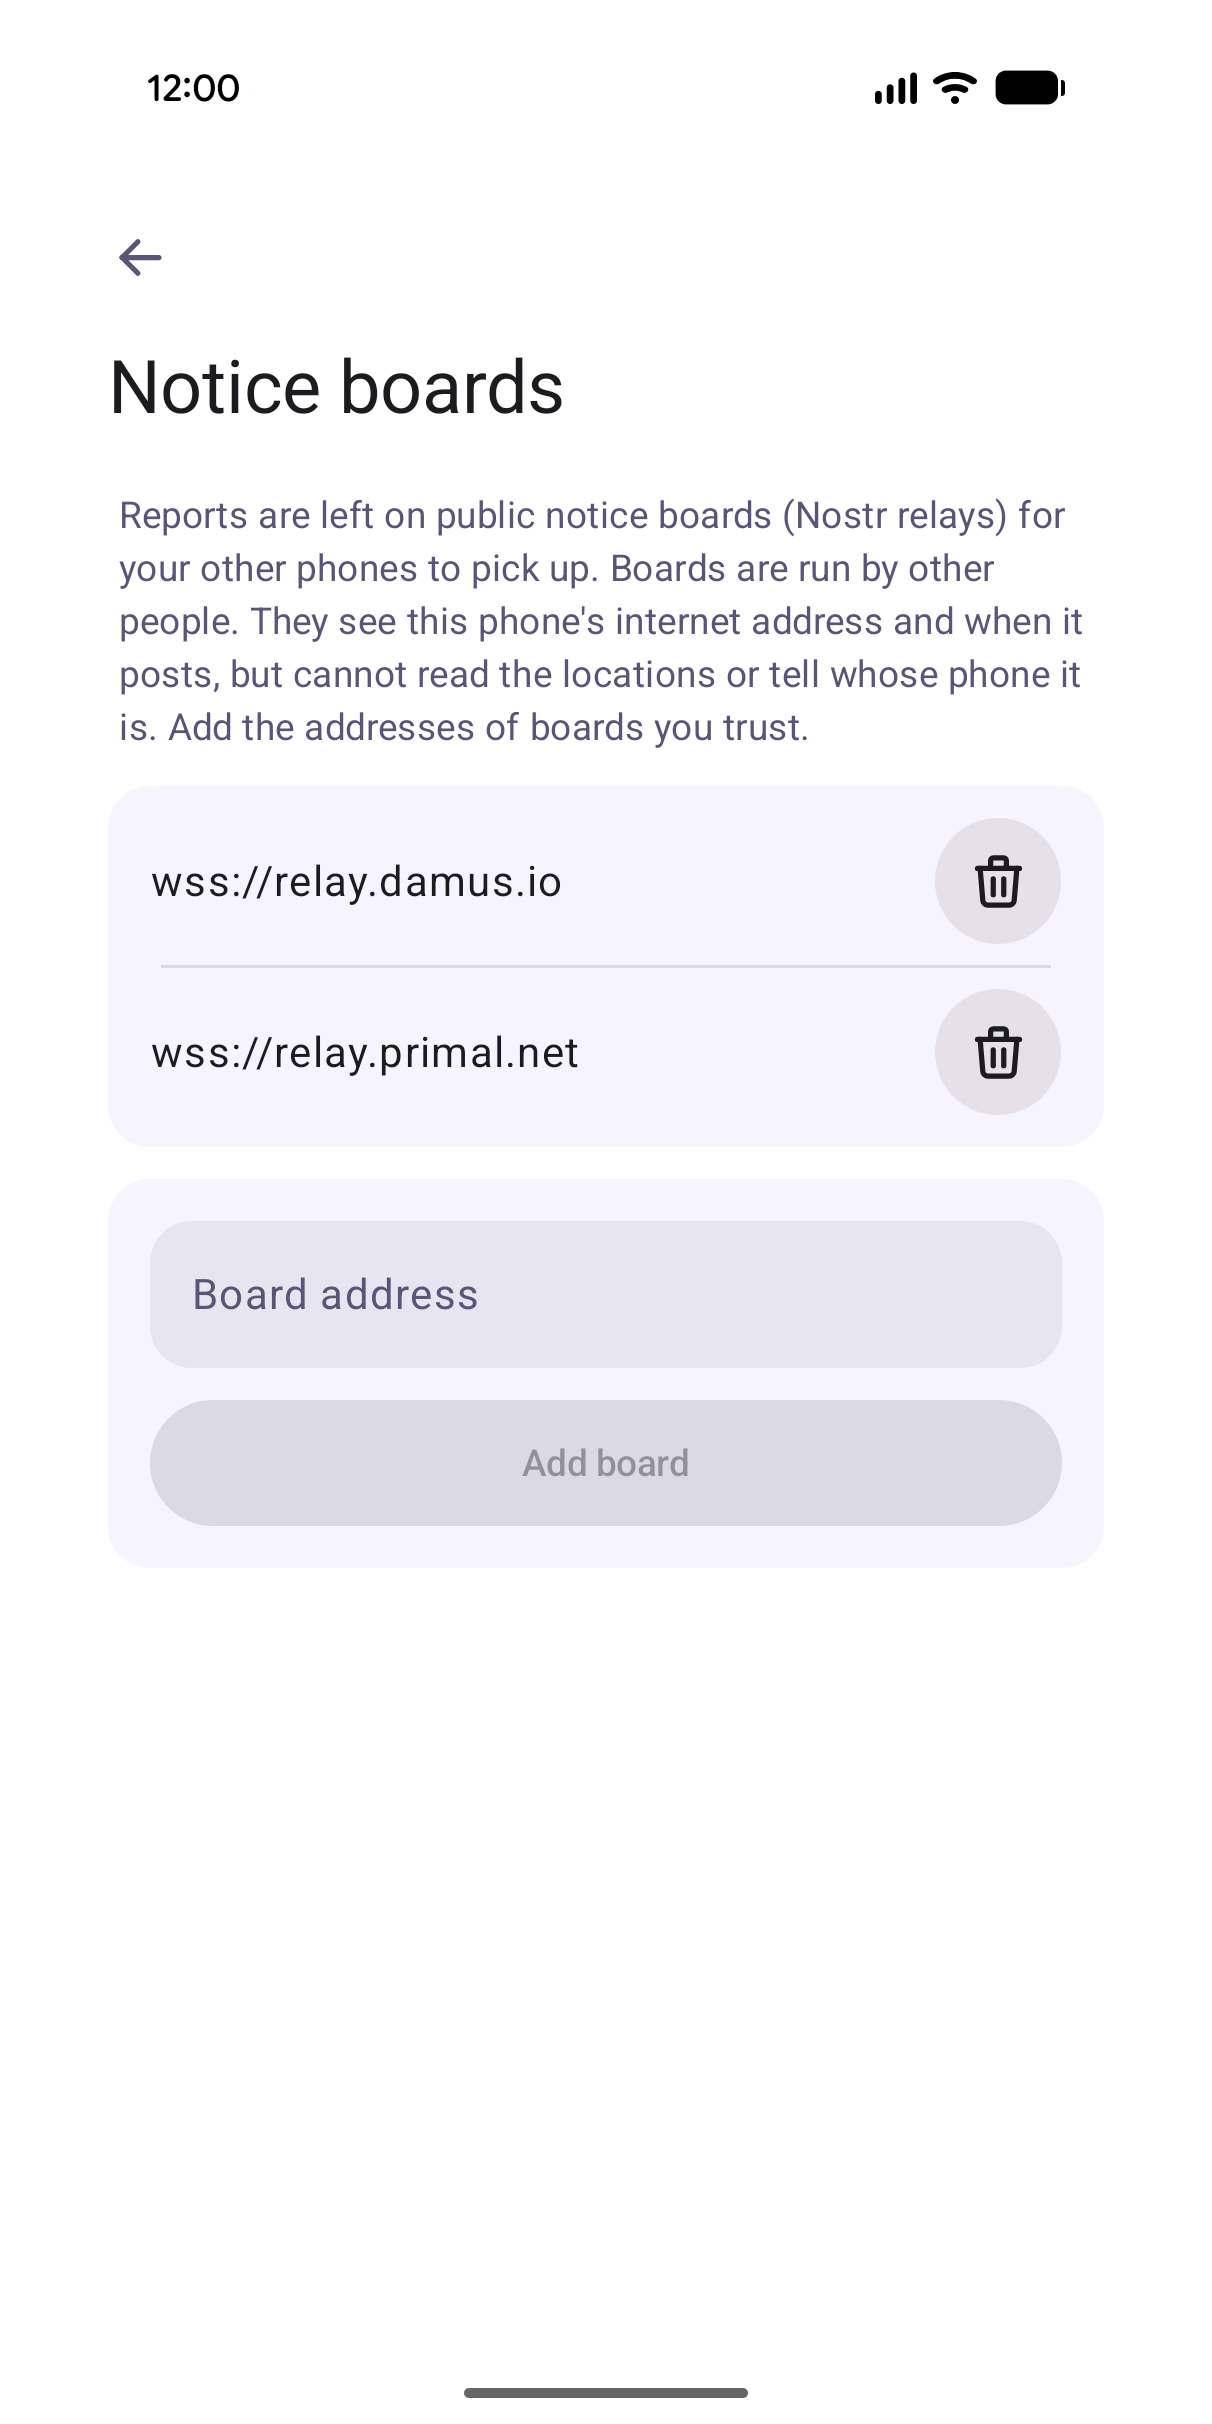 12:00
Notice boards
Reports are left on public notice boards (Nostr relays) for
your other phones to pick up. Boards are run by other
people. They see this phone's internet address and when it
posts, but cannot read the locations or tell whose phone it
is. Add the addresses of boards you trust.
wss://relay.damus.io
wss://relay.primal.net
Board address
Add board